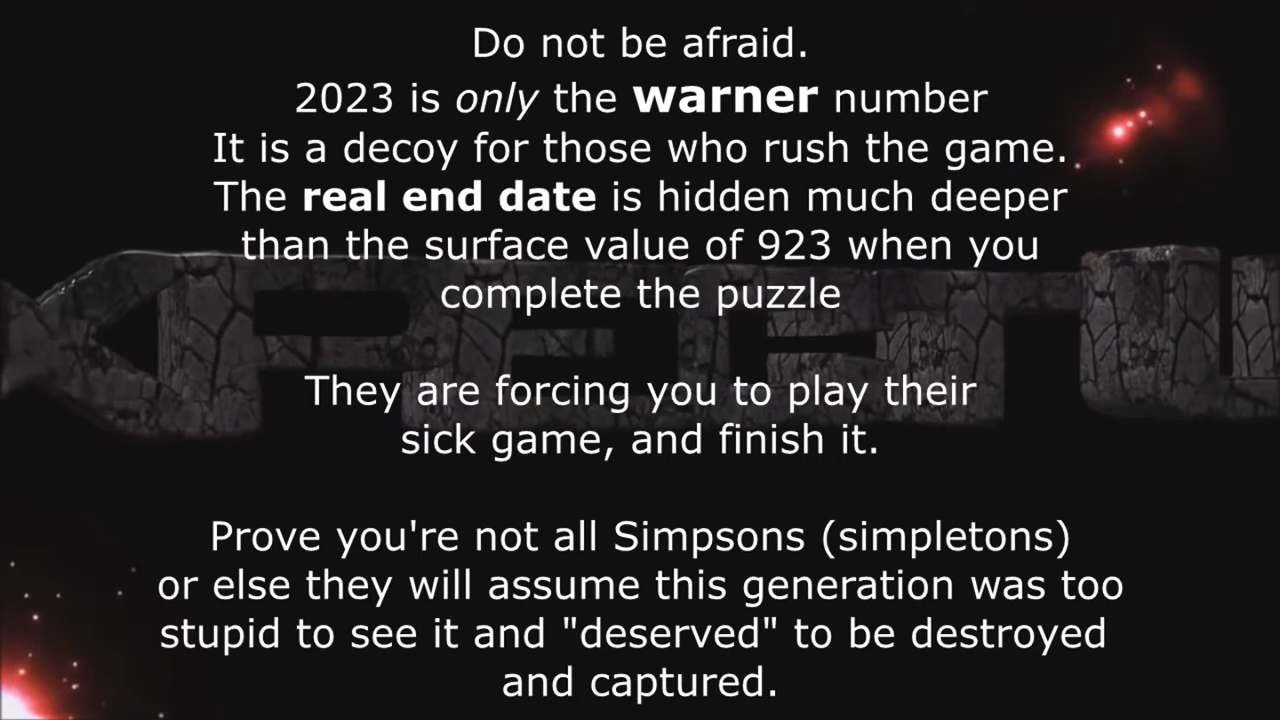 Do not be afraid.
2023 is only the warner number
It is a decoy for those who rush the game.
The real end date is hidden much deeper
than the surface value of 923 when you
complete the puzzle
They are forcing you to play their
sick game, and finish it.
Prove you're not all Simpsons (simpletons)
or else they will assume this generation was too
stupid to see it and "deserved" to be destroyed
and captured.